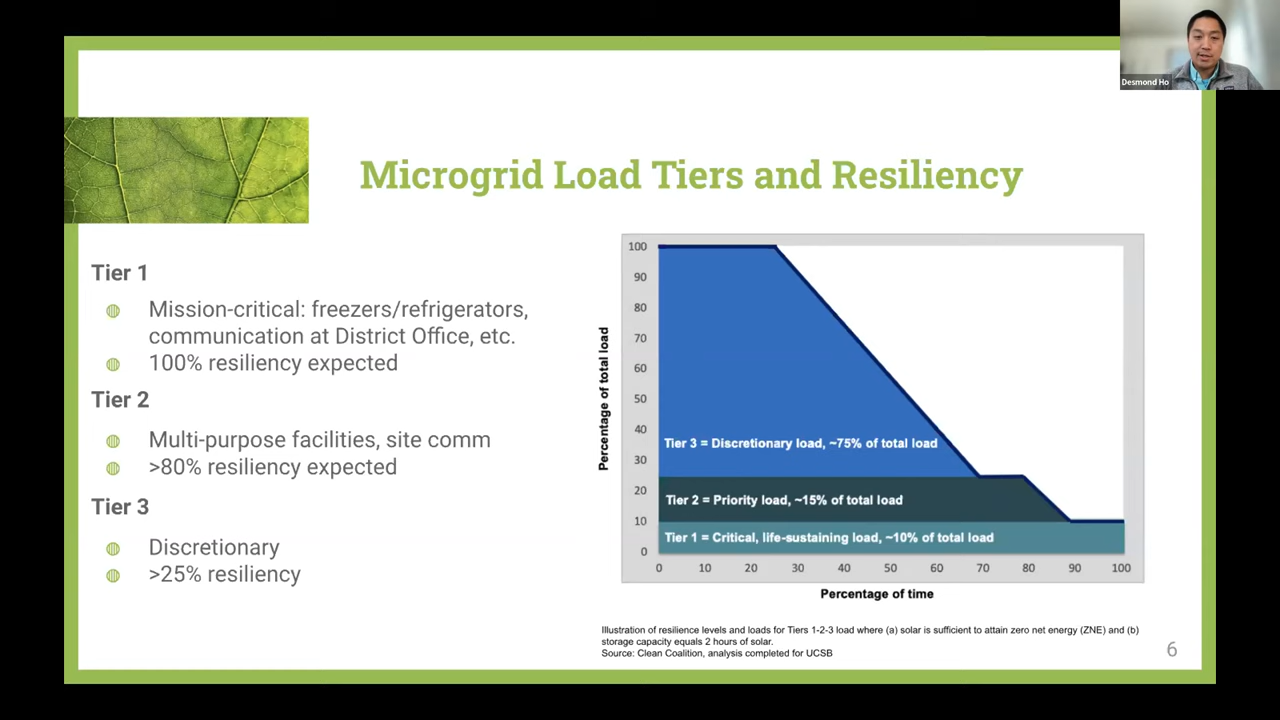 Desmond Ho
Microgrid Load Tiers and Resiliency
Tier 1
Mission-critical: freezers/refrigerators,
communication at District Office, etc.
100% resiliency expected
Tier 2
Multi-purpose facilities, site comm
>80% resiliency expected
Tier 3
Discretionary
>25% resiliency
Percentage of total load
100
90
80
70
60
50
40
30
20
10
0
Tier 3 = Discretionary load, ~75% of total load
Tier 2 = Priority load, ~15% of total load
Tier 1 = Critical, life-sustaining load, ~10% of total load
0 10 20 30 40 50 60 70 80 90 100
Percentage of time
Illustration of resilience levels and loads for Tiers 1-2-3 load where (a) solar is sufficient to attain zero net energy (ZNE) and (b)
storage capacity equals 2 hours of solar.
Source: Clean Coalition, analysis completed for UCSB
6